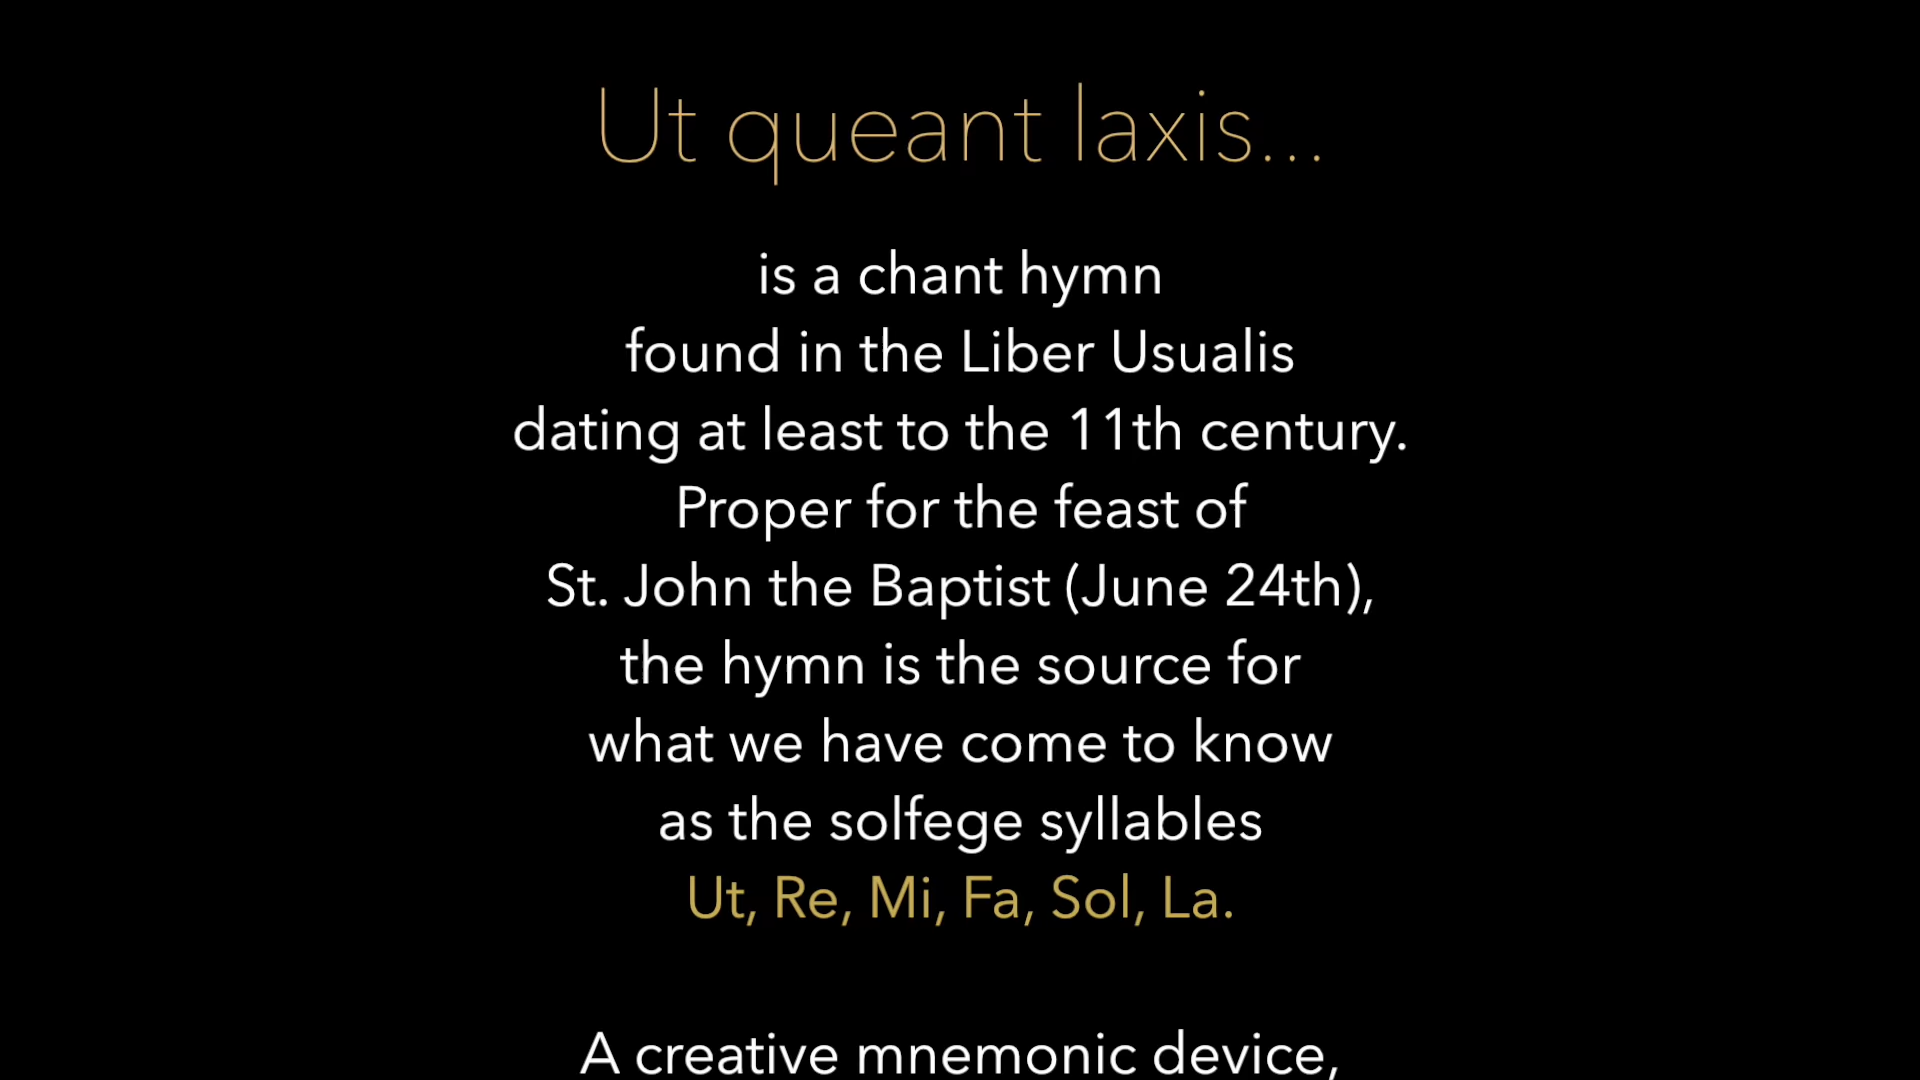 Ut queant laxis...
is a chant hymn
found in the Liber Usualis
dating at least to the 11th century.
Proper for the feast of
St. John the Baptist (June 24th),
the hymn is the source for
what we have come to know
as the solfege syllables
Ut, Re, Mi, Fa, Sol, La.
A creative mnemonic device,